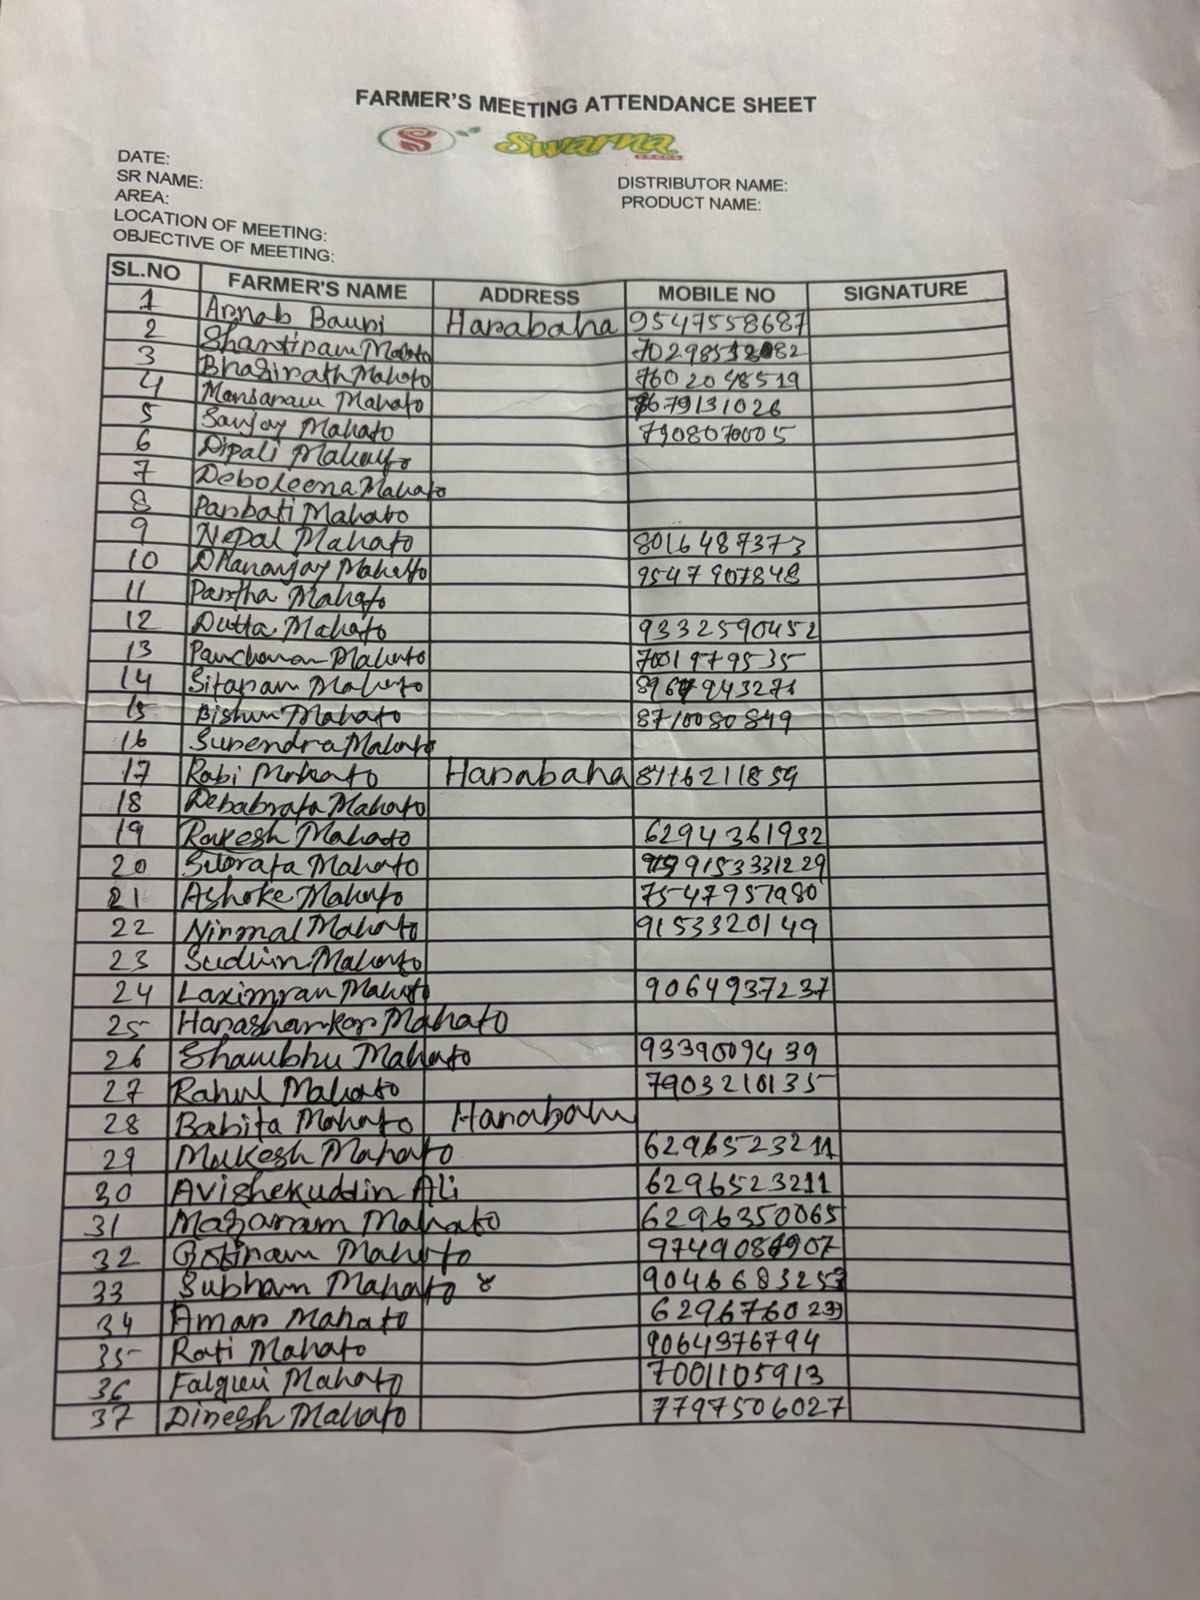 FARMER'S MEETING ATTENDANCE SHEET
S Swarna
DATE:
SR NAME:
AREA:
LOCATION OF MEETING:
OBJECTIVE OF MEETING:
DISTRIBUTOR NAME:
PRODUCT NAME:
SL.NO FARMER'S NAME ADDRESS MOBILE NO SIGNATURE
1 Arnab Bauri Harabaha 9547558687
2 Shantiram Mahato
3 Bhagirath Mahato 7602048519
4 Mansaram Mahato 8679131026
5 Sanjay Mahato 7908070005
6 Dipali Mahato
7 Deboleena Mahato
8 Parbati Mahato
9 Nepal Mahato 8016487373
10 Dhananjay Mahato 9547907848
11 Partha Mahato
12 Dutta Mahato 9332590452
13 Panchanan Mahato 7001979535
14 Sitaram Mahato
15 Bishnu Mahato 8710080849
16 Surendra Mahato
17 Rabi Mahato Harabaha
18 Debabrata Mahato
19 Rakesh Mahato 6294361932
20 Subrata Mahato 9153331229
21 Ashoke Mahato 7547957980
22 Nirmal Mahato 9153320149
23 Mahato
24 Mahato 9064937237
25 Harashankar Mahato
26 Shambhu Mahato 9339009439
27 Rahul Mahato 7903210135
28 Babita Mahato
29 Mukesh Mahato 6296523211
30 Avishekuddin Ali 6296523211
31 Mahato 6296350065
32 Mahato
33 Subham Mahato
34 Amar Mahato
35 Rati Mahato 9064376794
36 Mahato 7001105913
37 Dinesh Mahato 7797506027